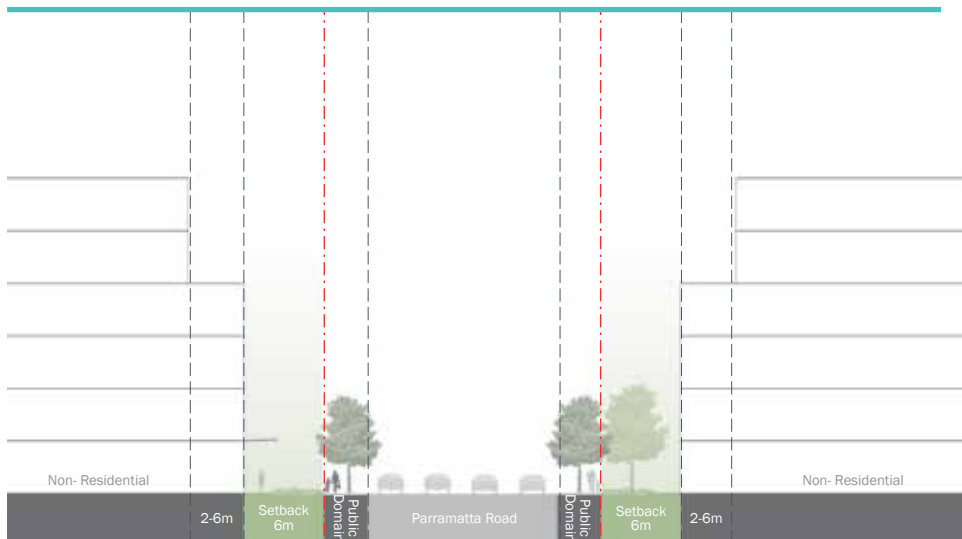 Non- Residential
Non- Residential
2-6m
Setback
6m
Public
Domain
Parramatta Road
Public
Domain
Setback
6m
2-6m